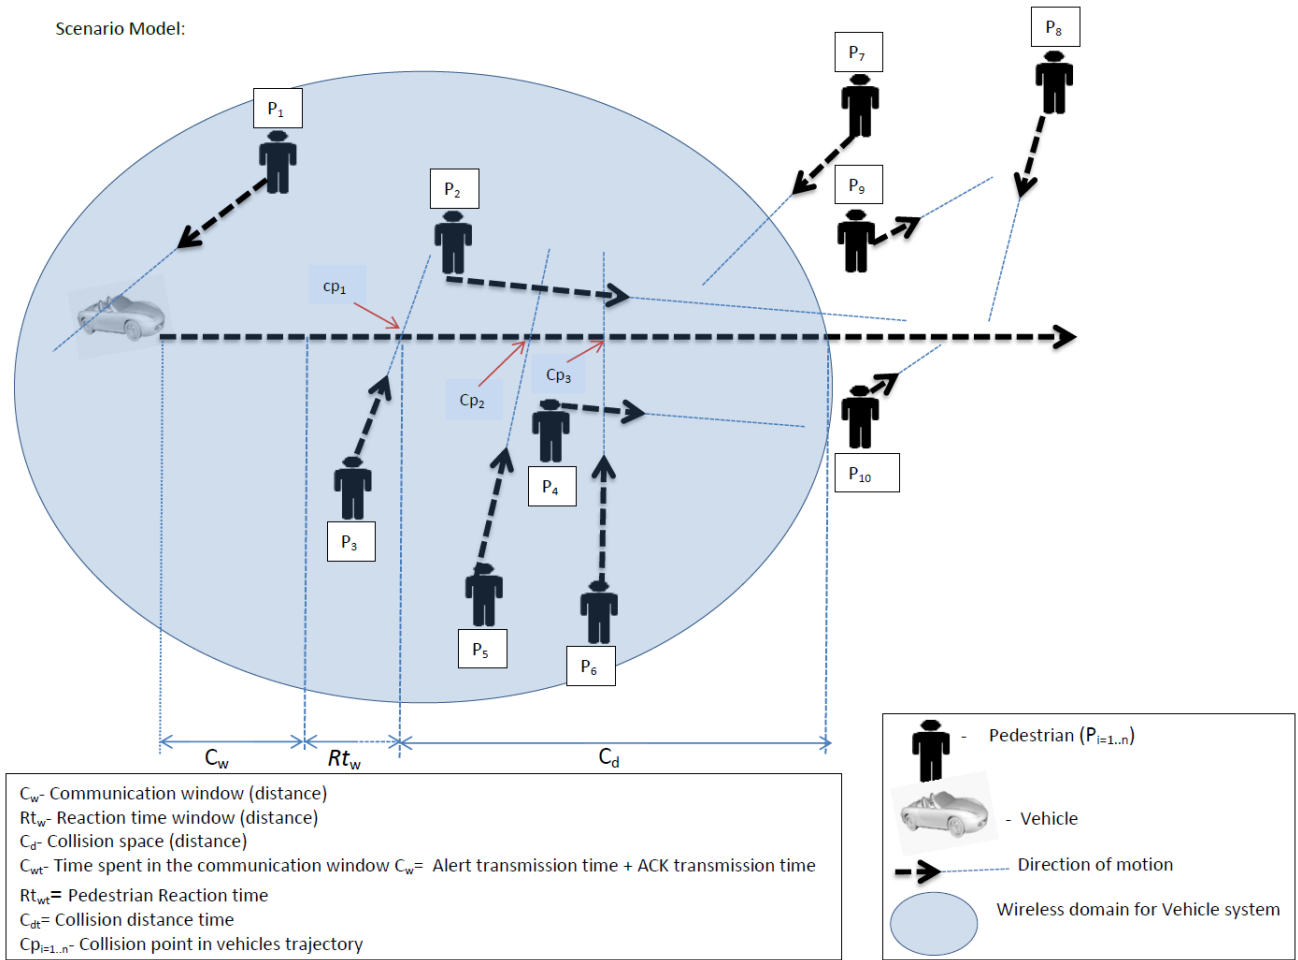 Scenario Model:
P8
P7
P1
P9
P2
cp1
Cp3
Cp2
P4
P10
P3
P5
P6
Cw
Rtw
Cd
Cw- Communication window (distance)
Rtw- Reaction time window (distance)
Cd- Collision space (distance)
Cwt- Time spent in the communication window Cw= Alert transmission time + ACK transmission time
Rtwt= Pedestrian Reaction time
Cdt= Collision distance time
Cpi=1..n- Collision point in vehicles trajectory
- Pedestrian (Pi=1..n)
- Vehicle
Direction of motion
Wireless domain for Vehicle system